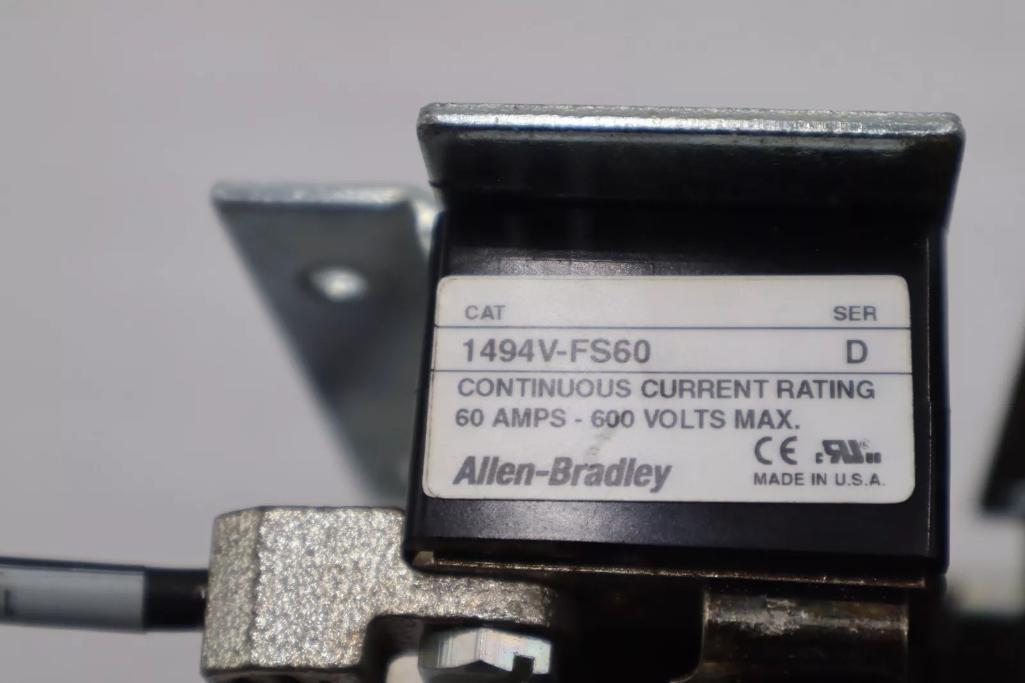 CAT SER
1494V-FS60 D
CONTINUOUS CURRENT RATING
60 AMPS - 600 VOLTS MAX.
CE
Allen-Bradley
MADE IN U.S.A.